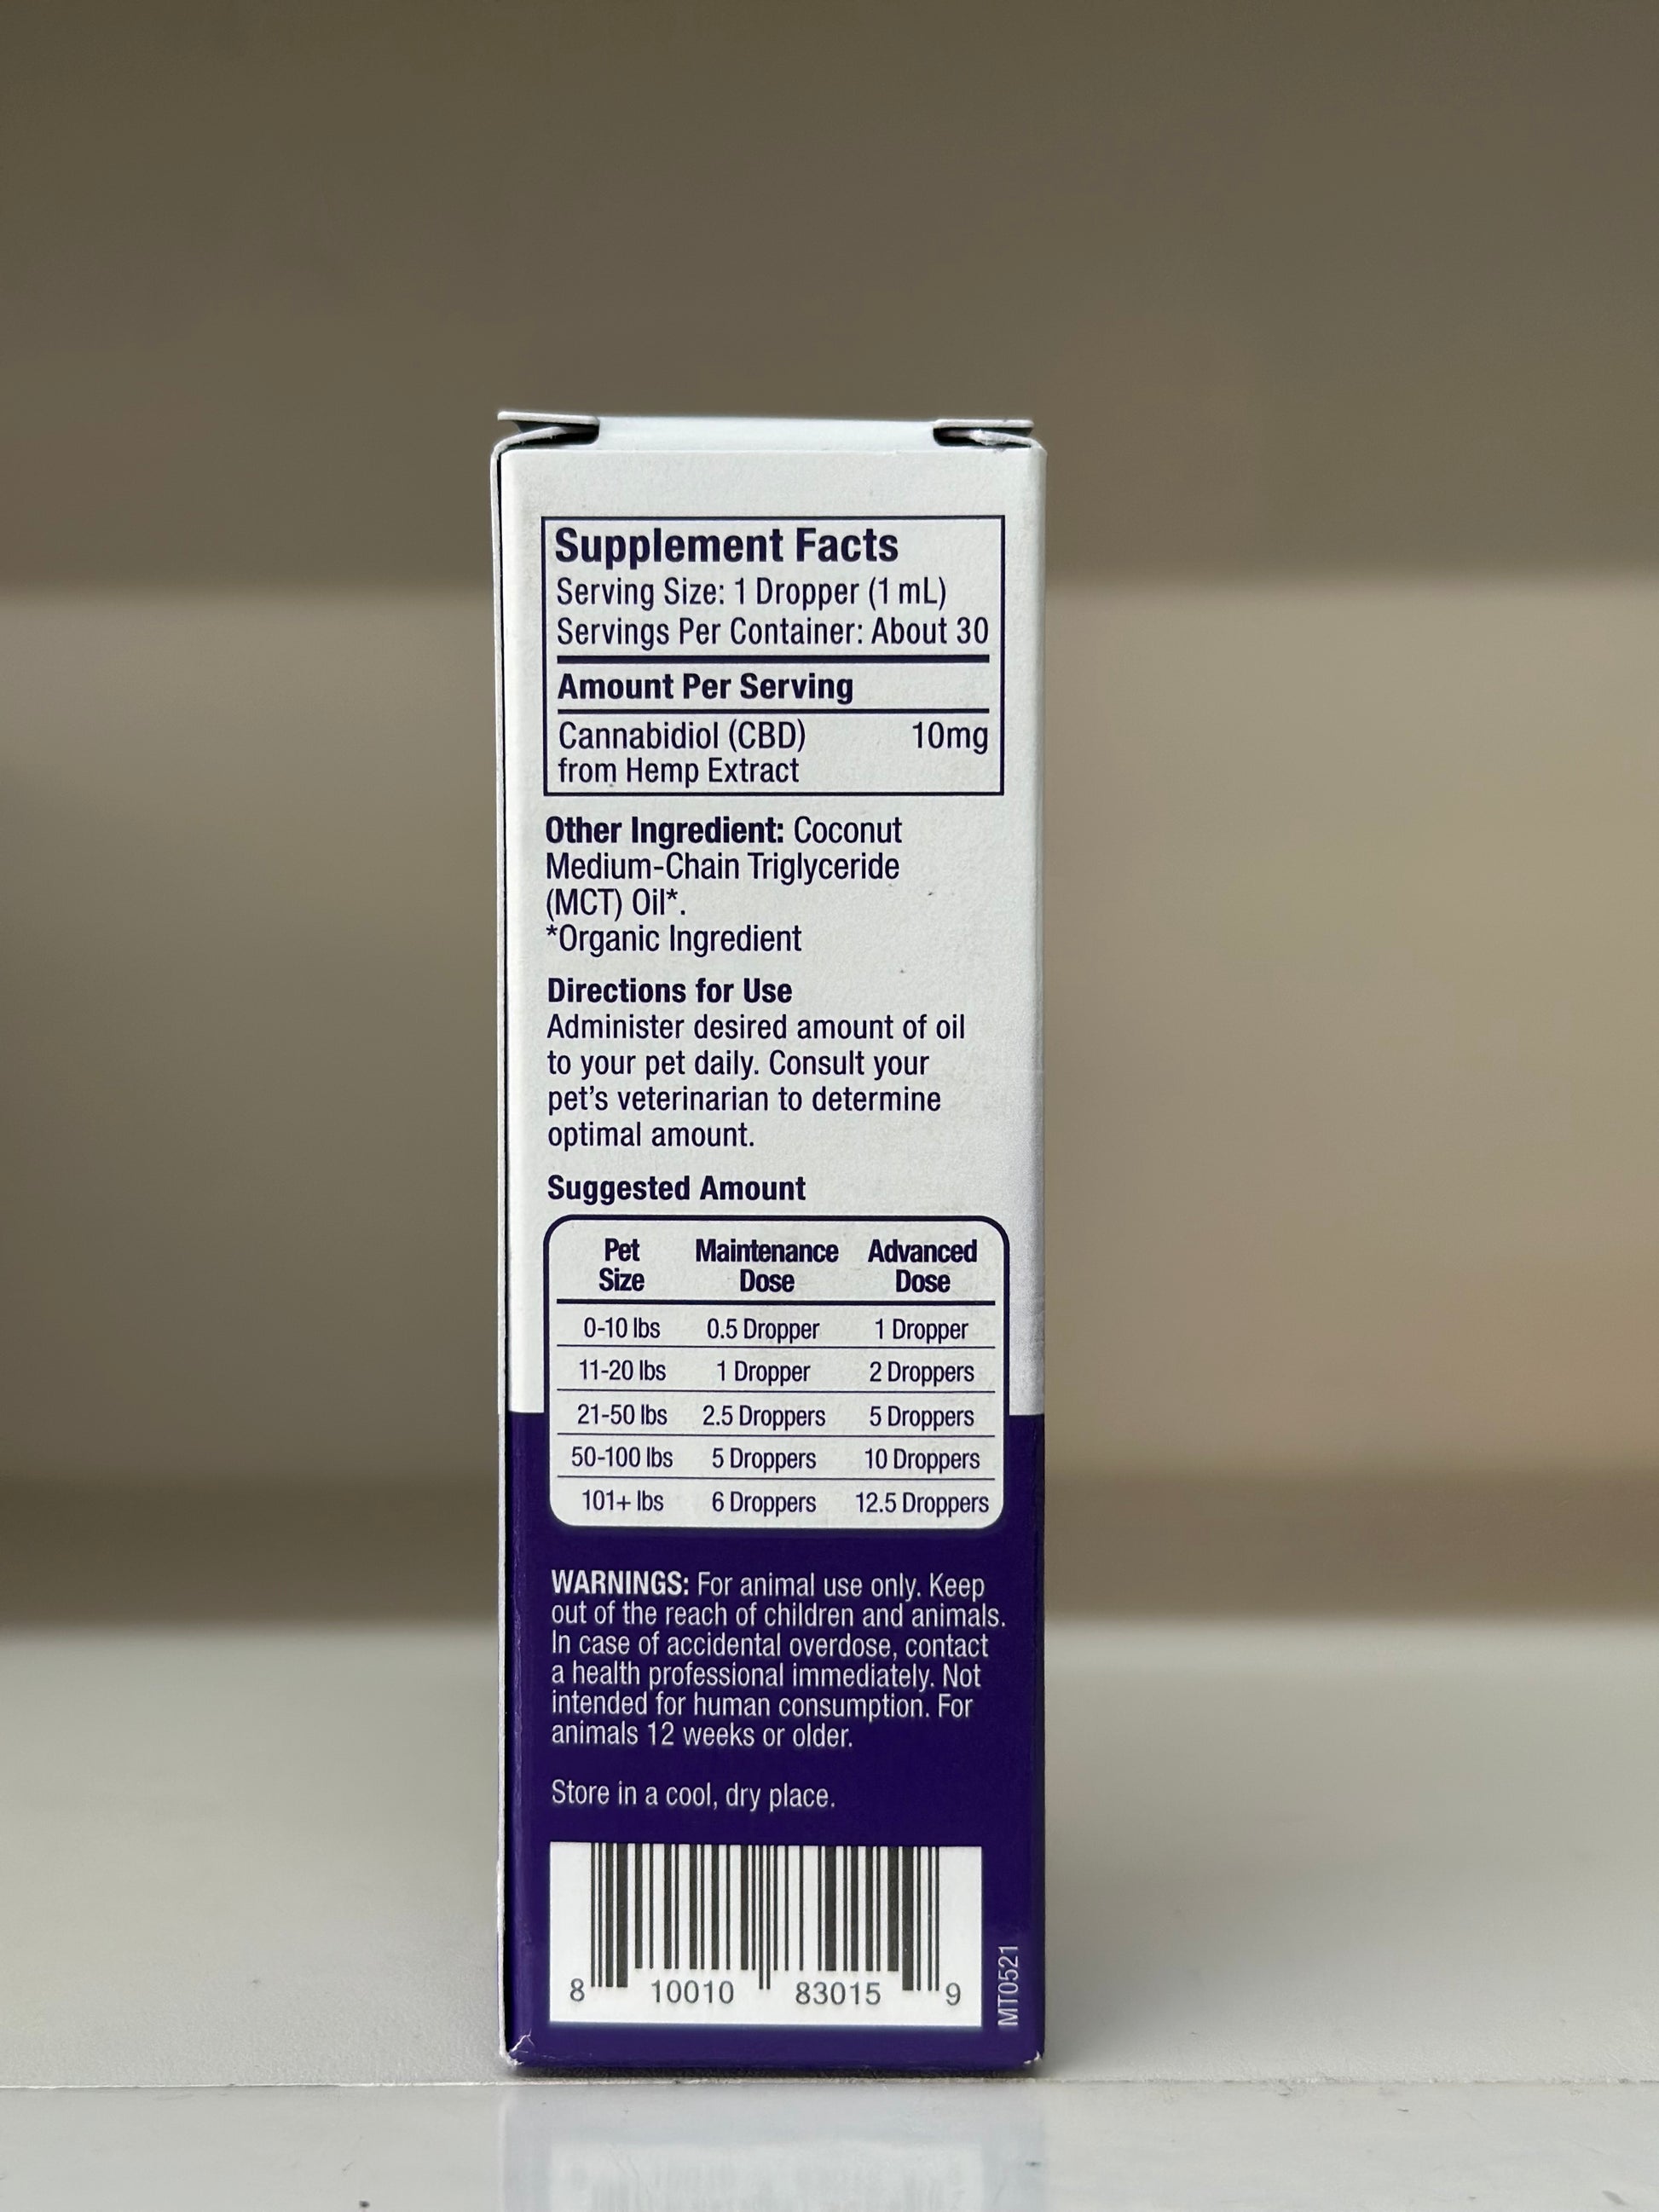 Supplement Facts
Serving Size: 1 Dropper (1 mL)
Servings Per Container: About 30
Amount Per Serving
Cannabidiol (CBD) 10mg
from Hemp Extract
Other Ingredient: Coconut
Medium-Chain Triglyceride
(MCT) Oil*.
*Organic Ingredient
Directions for Use
Administer desired amount of oil
to your pet daily. Consult your
pet's veterinarian to determine
optimal amount.
Suggested Amount
Pet Maintenance Advanced
Size Dose Dose
0-10 lbs 0.5 Dropper 1 Dropper
11-20 lbs 1 Dropper 2 Droppers
21-50 lbs 2.5 Droppers 5 Droppers
50-100 lbs 5 Droppers 10 Droppers
101+ lbs 6 Droppers 12.5 Droppers
WARNINGS: For animal use only. Keep
out of the reach of children and animals.
In case of accidental overdose, contact
a health professional immediately. Not
intended for human consumption. For
animals 12 weeks or older.
Store in a cool, dry place.
8 10010 83015 9
MT0521